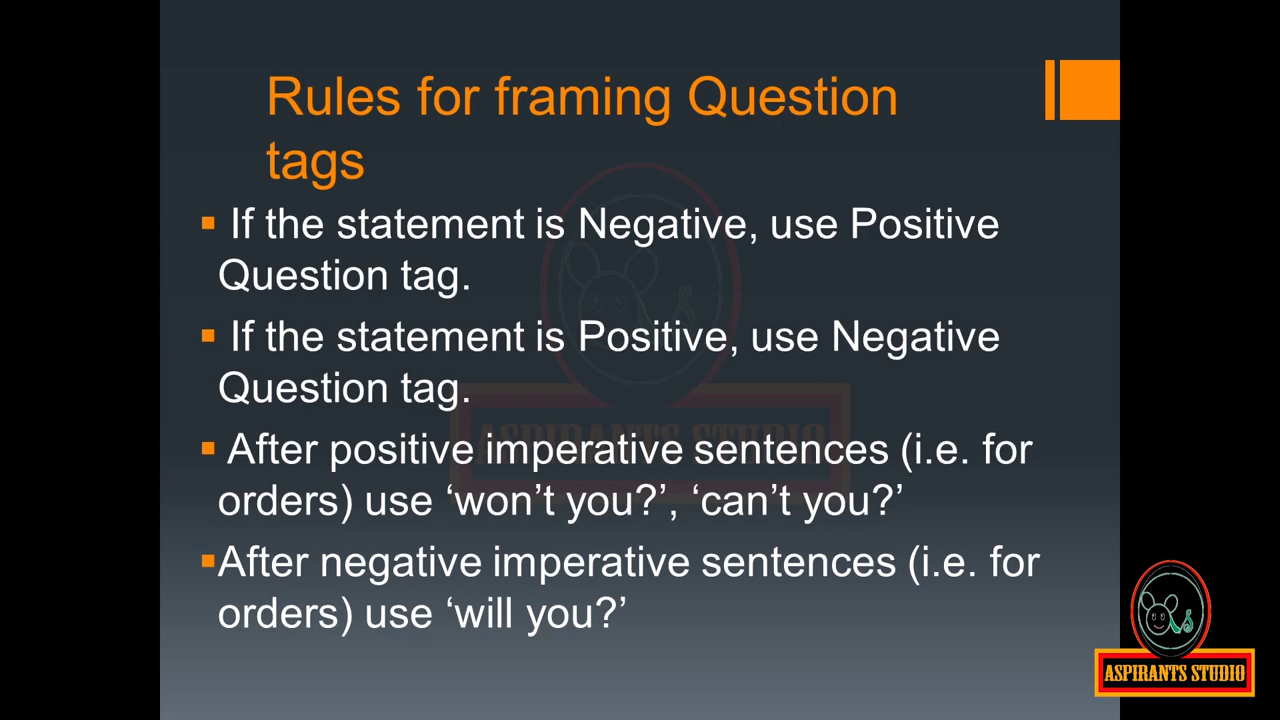 Rules for framing Question
tags
▪ If the statement is Negative, use Positive
Question tag.
▪ If the statement is Positive, use Negative
Question tag.
▪ After positive imperative sentences (i.e. for
orders) use ‘won’t you?’, ‘can’t you?’
▪After negative imperative sentences (i.e. for
orders) use ‘will you?’
ASPIRANTS STUDIO
ASPIRANTS STUDIO